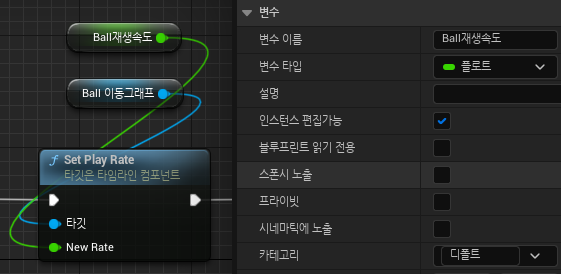 Ball재생속도
Ball 이동그래프
Set Play Rate
타깃은 타임라인 컴포넌트
타깃
New Rate
변수
변수 이름
Ball재생속도
변수 타입
플로트
설명
인스턴스 편집가능
블루프린트 읽기 전용
스폰시 노출
프라이빗
시네마틱에 노출
카테고리
디폴트